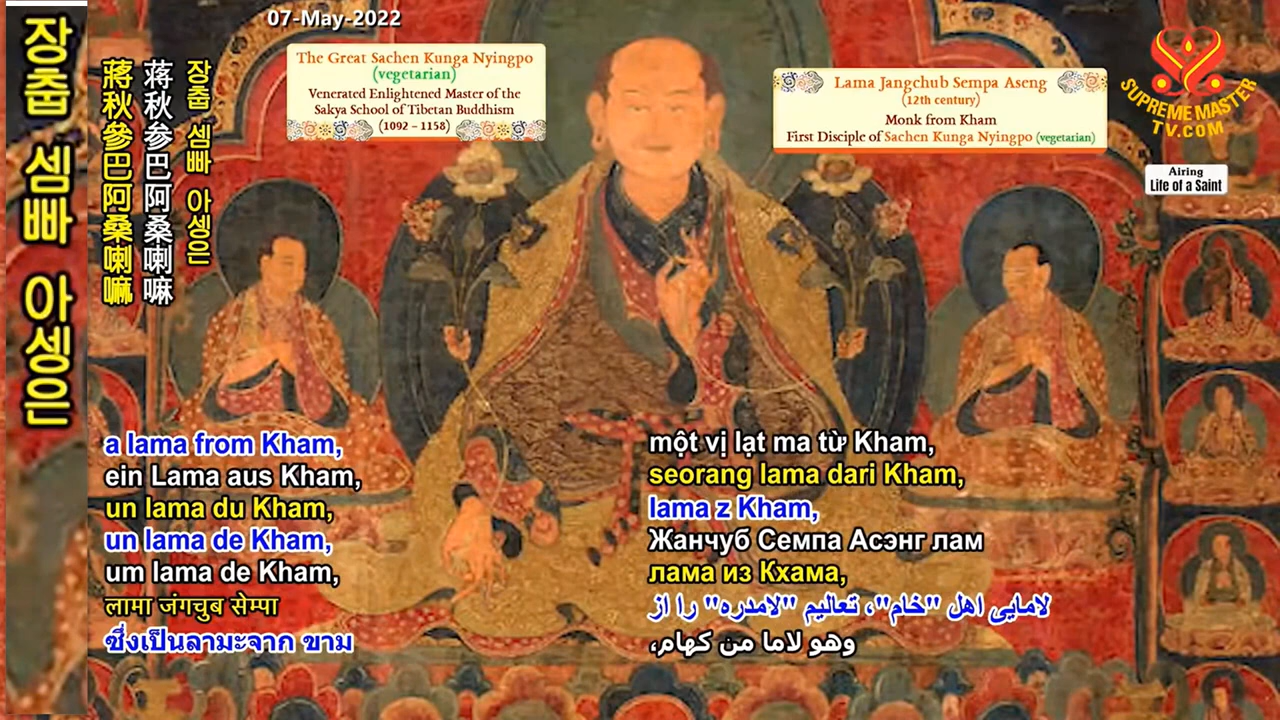 07-May-2022
The Great Sachen Kunga Nyingpo
(vegetarian)
Venerated Enlightened Master of the
Sakya School of Tibetan Buddhism
(1092 – 1158)
Lama Jangchub Sempa Aseng
(12th century)
Monk from Kham
First Disciple of Sachen Kunga Nyingpo (vegetarian)
SUPREME MASTER
TV.COM
Airing
Life of a Saint
장춥 셈빠 아셍은
蔣秋參巴阿桑喇嘛
蒋秋参巴阿桑喇嘛
장춥 셈빠 아셍은
a lama from Kham,
ein Lama aus Kham,
un lama du Kham,
un lama de Kham,
um lama de Kham,
लामा जंगचुब सेम्पा
ซึ่งเป็นลามะจาก ขาม
một vị lạt ma từ Kham,
seorang lama dari Kham,
lama z Kham,
Жанчуб Семпа Асэнг лам
лама из Кхама,
لامایی اهل "خام"، تعالیم "لامدره"، را از
وهو لاما من كهام،